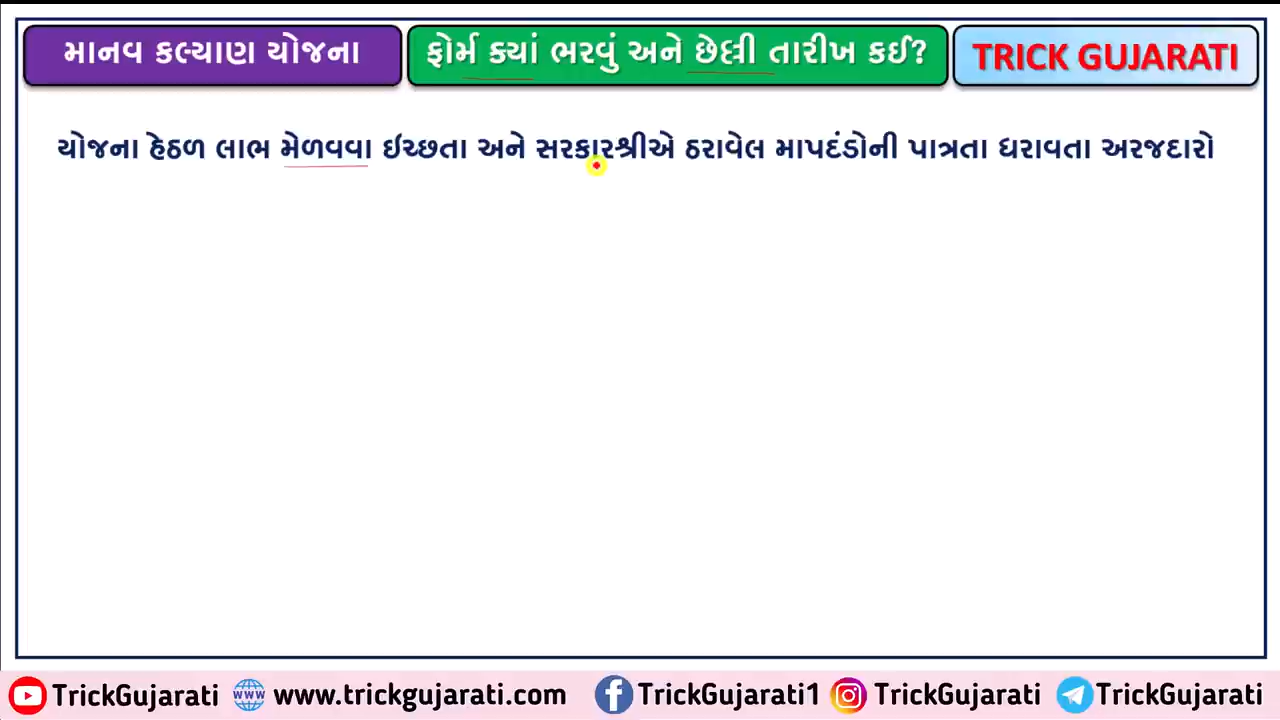 માનવ કલ્યાણ યોજના
ફોર્મ ક્યાં ભરવું અને છેલ્લી તારીખ કઈ?
TRICK GUJARATI
યોજના હેઠળ લાભ મેળવવા ઈચ્છતા અને સરકારશ્રીએ ઠરાવેલ માપદંડોની પાત્રતા ધરાવતા અરજદારો
TrickGujarati
www.trickgujarati.com
TrickGujarati1
TrickGujarati
TrickGujarati